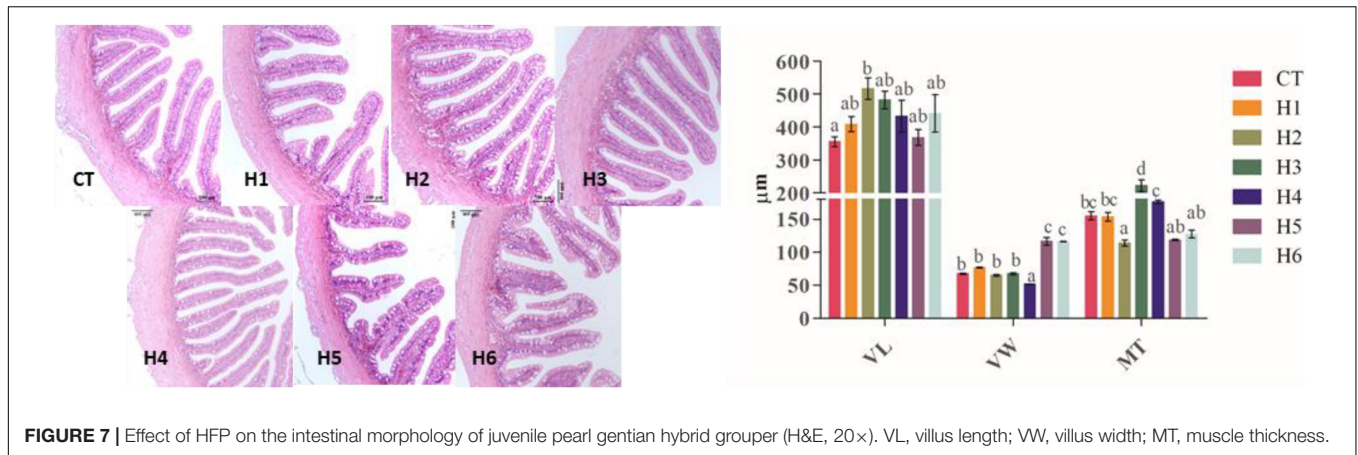 CT
H1
H2
H3
H4
H5
H6
600
500
400
300
200
150
100
50
0
μm
a ab b ab ab ab ab
b b b b a c c
bc bc a d c ab ab
VL
VW
MT
CT
H1
H2
H3
H4
H5
H6
FIGURE 7 | Effect of HFP on the intestinal morphology of juvenile pearl gentian hybrid grouper (H&E, 20×). VL, villus length; VW, villus width; MT, muscle thickness.